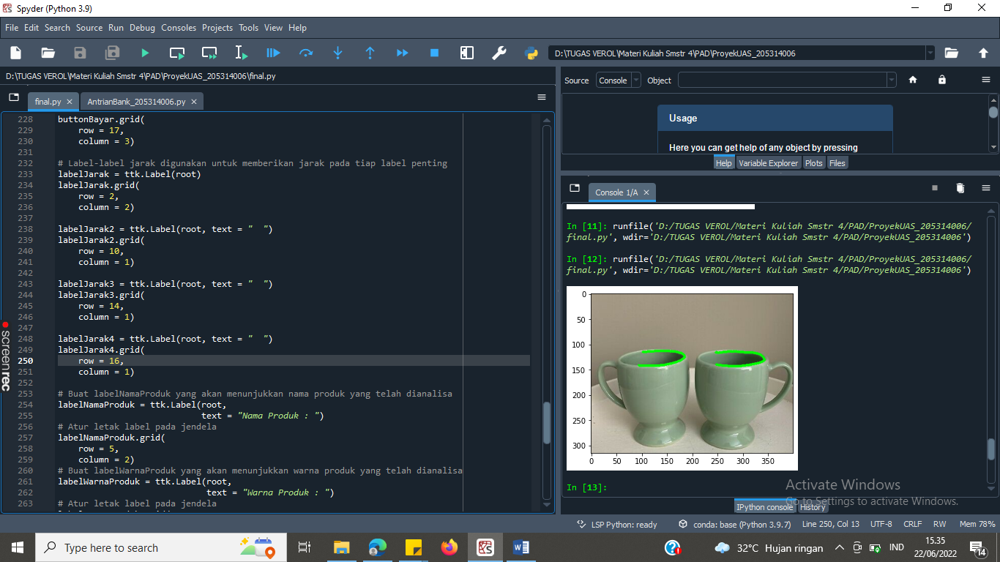 Spyder (Python 3.9)
File Edit Search Source Run Debug Consoles Projects Tools View Help
D:\TUGAS VEROL\Materi Kuliah Smstr 4\PAD\ProyekUAS_205314006
D:\TUGAS VEROL\Materi Kuliah Smstr 4\PAD\ProyekUAS_205314006\final.py
final.py
AntrianBank_205314006.py
228 buttonBayar.grid(
229 row = 17,
230 column = 3)
231
232 # Label-label jarak digunakan untuk memberikan jarak pada tiap label penting
233 labelJarak = ttk.Label(root)
234 labelJarak.grid(
235 row = 2,
236 column = 2)
237
238 labelJarak2 = ttk.Label(root, text = "  ")
239 labelJarak2.grid(
240 row = 10,
241 column = 1)
242
243 labelJarak3 = ttk.Label(root, text = "  ")
244 labelJarak3.grid(
245 row = 14,
246 column = 1)
247
248 labelJarak4 = ttk.Label(root, text = "  ")
249 labelJarak4.grid(
250 row = 16,
251 column = 1)
252
253 # Buat labelNamaProduk yang akan menunjukkan nama produk yang telah dianalisa
254 labelNamaProduk = ttk.Label(root,
255 text = "Nama Produk : ")
256 # Atur letak label pada jendela
257 labelNamaProduk.grid(
258 row = 5,
259 column = 2)
260 # Buat labelWarnaProduk yang akan menunjukkan warna produk yang telah dianalisa
261 labelWarnaProduk = ttk.Label(root,
262 text = "Warna Produk : ")
263 # Atur letak label pada jendela
screenrec
Source Console Object
Usage
Here you can get help of any object by pressing
Help Variable Explorer Plots Files
Console 1/A
In [11]: runfile('D:/TUGAS VEROL/Materi Kuliah Smstr 4/PAD/ProyekUAS_205314006/
final.py', wdir='D:/TUGAS VEROL/Materi Kuliah Smstr 4/PAD/ProyekUAS_205314006')
In [12]: runfile('D:/TUGAS VEROL/Materi Kuliah Smstr 4/PAD/ProyekUAS_205314006/
final.py', wdir='D:/TUGAS VEROL/Materi Kuliah Smstr 4/PAD/ProyekUAS_205314006')
0
50
100
150
200
250
300
0 50 100 150 200 250 300 350
In [13]:
Activate Windows
Go to Settings to activate Windows.
IPython console History
LSP Python: ready conda: base (Python 3.9.7) Line 250, Col 13 UTF-8 CRLF RW Mem 78%
Type here to search
32°C Hujan ringan
IND
15.35
22/06/2022
14